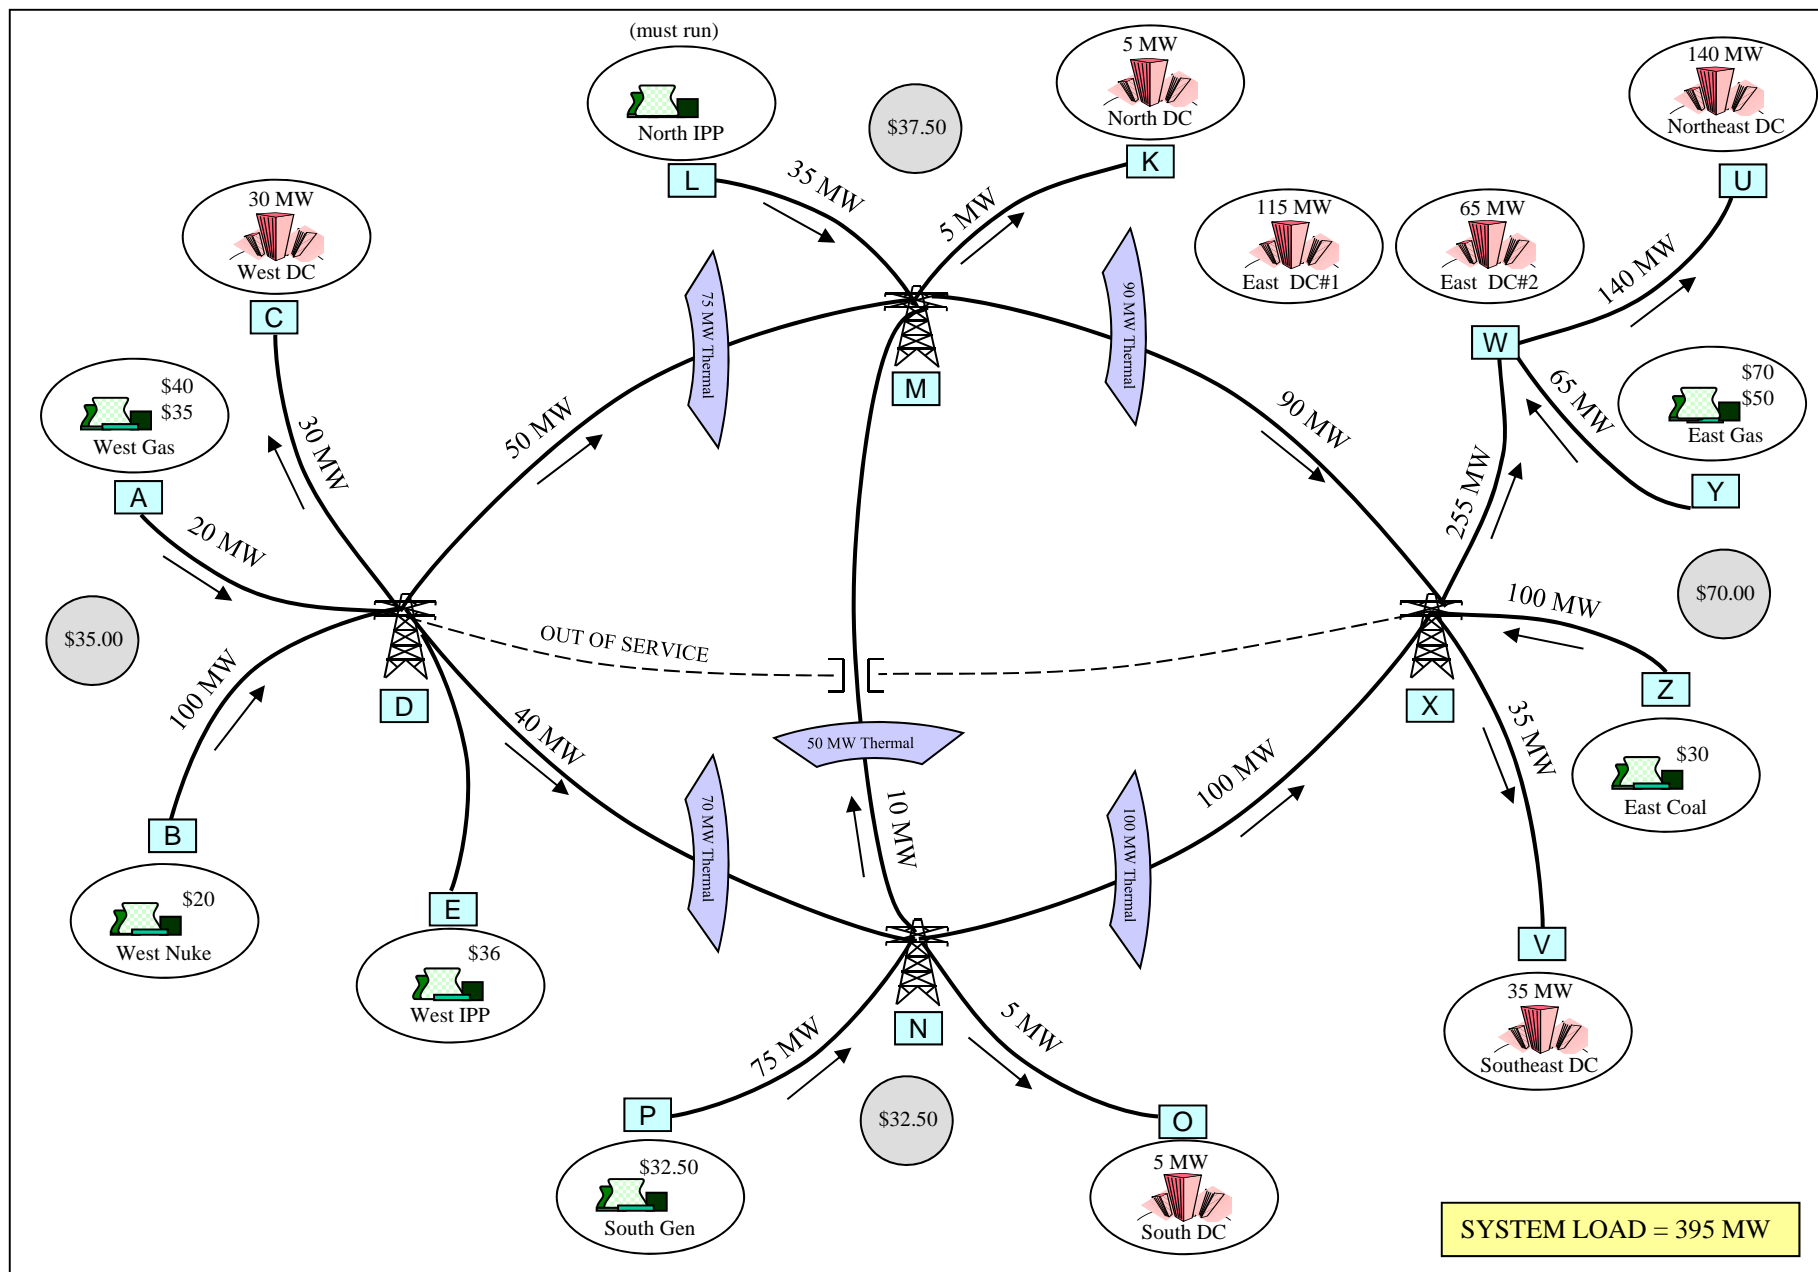 (must run)
North IPP
L
35 MW
$37.50
5 MW
North DC
K
5 MW
140 MW
Northeast DC
U
140 MW
30 MW
West DC
C
30 MW
115 MW
East DC#1
65 MW
East DC#2
W
$40
$35
West Gas
A
20 MW
75 MW Thermal
50 MW
M
90 MW Thermal
90 MW
$70
$50
East Gas
Y
65 MW
255 MW
$35.00
100 MW
D
OUT OF SERVICE
X
100 MW
$70.00
Z
$30
East Coal
B
$20
West Nuke
E
$36
West IPP
40 MW
70 MW Thermal
50 MW Thermal
10 MW
100 MW Thermal
100 MW
35 MW
V
35 MW
Southeast DC
N
75 MW
5 MW
$32.50
P
$32.50
South Gen
O
5 MW
South DC
SYSTEM LOAD = 395 MW